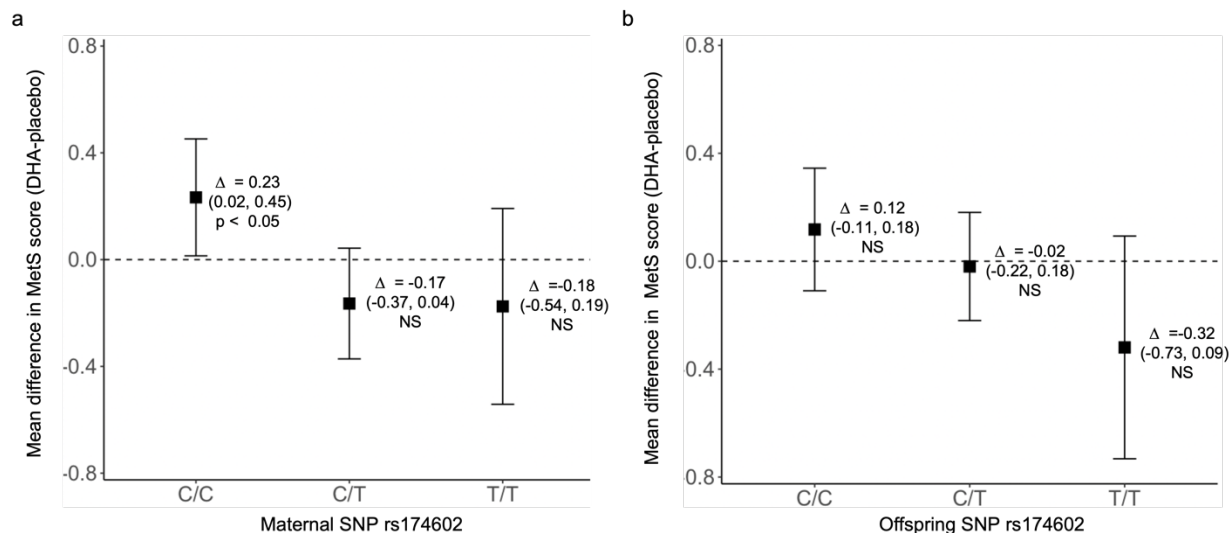 a
Mean difference in MetS score (DHA-placebo)
0.8
0.4
0.0
-0.4
-0.8
Δ = 0.23
(0.02, 0.45)
p < 0.05
Δ = -0.17
(-0.37, 0.04)
NS
Δ =-0.18
(-0.54, 0.19)
NS
C/C
C/T
T/T
Maternal SNP rs174602
b
Mean difference in MetS score (DHA-placebo)
0.8
0.4
0.0
-0.4
0.8
Δ = 0.12
(-0.11, 0.18)
NS
Δ = -0.02
(-0.22, 0.18)
NS
Δ =-0.32
(-0.73, 0.09)
NS
C/C
C/T
T/T
Offspring SNP rs174602